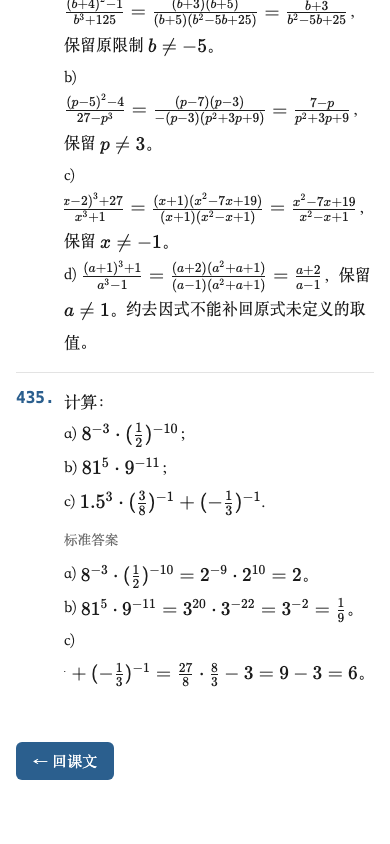 (b+4)²−1 / b³+125 = (b+3)(b+5) / (b+5)(b²−5b+25) = b+3 / b²−5b+25 ,
保留原限制 b ≠ −5。
b)
(p−5)²−4 / 27−p³ = (p−7)(p−3) / −(p−3)(p²+3p+9) = 7−p / p²+3p+9 ,
保留 p ≠ 3。
c)
x−2)³+27 / x³+1 = (x+1)(x²−7x+19) / (x+1)(x²−x+1) = x²−7x+19 / x²−x+1 ,
保留 x ≠ −1。
d) (a+1)³+1 / a³−1 = (a+2)(a²+a+1) / (a−1)(a²+a+1) = a+2 / a−1 ,保留
a ≠ 1。约去因式不能补回原式未定义的取
值。
435. 计算:
a) 8⁻³ · (1/2)⁻¹⁰;
b) 81⁵ · 9⁻¹¹;
c) 1.5³ · (3/8)⁻¹ + (−1/3)⁻¹.
标准答案
a) 8⁻³ · (1/2)⁻¹⁰ = 2⁻⁹ · 2¹⁰ = 2。
b) 81⁵ · 9⁻¹¹ = 3²⁰ · 3⁻²² = 3⁻² = 1/9。
c)
+ (−1/3)⁻¹ = 27/8 · 8/3 − 3 = 9 − 3 = 6。
← 回课文